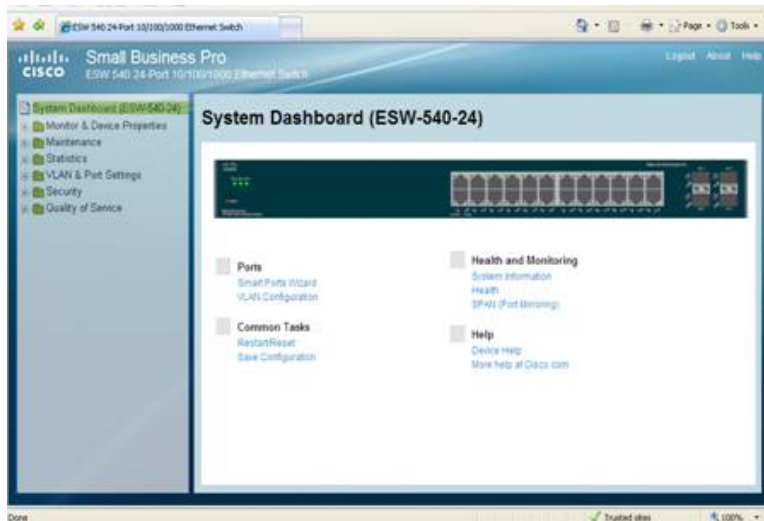 ESW 540 24-Port 10/100/1000 Ethernet Switch
Page
Tools
CISCO
Small Business Pro
ESW 540 24-Port 10/100/1000 Ethernet Switch
Logout About Help
System Dashboard (ESW-540-24)
Monitor & Device Properties
Maintenance
Statistics
VLAN & Port Settings
Security
Quality of Service
System Dashboard (ESW-540-24)
Ports
Smart Ports Wizard
VLAN Configuration
Common Tasks
Restart/Reset
Save Configuration
Health and Monitoring
System Information
Health
SPAN (Port Mirroring)
Help
Device Help
More help at Cisco.com
Done
Trusted sites
100%